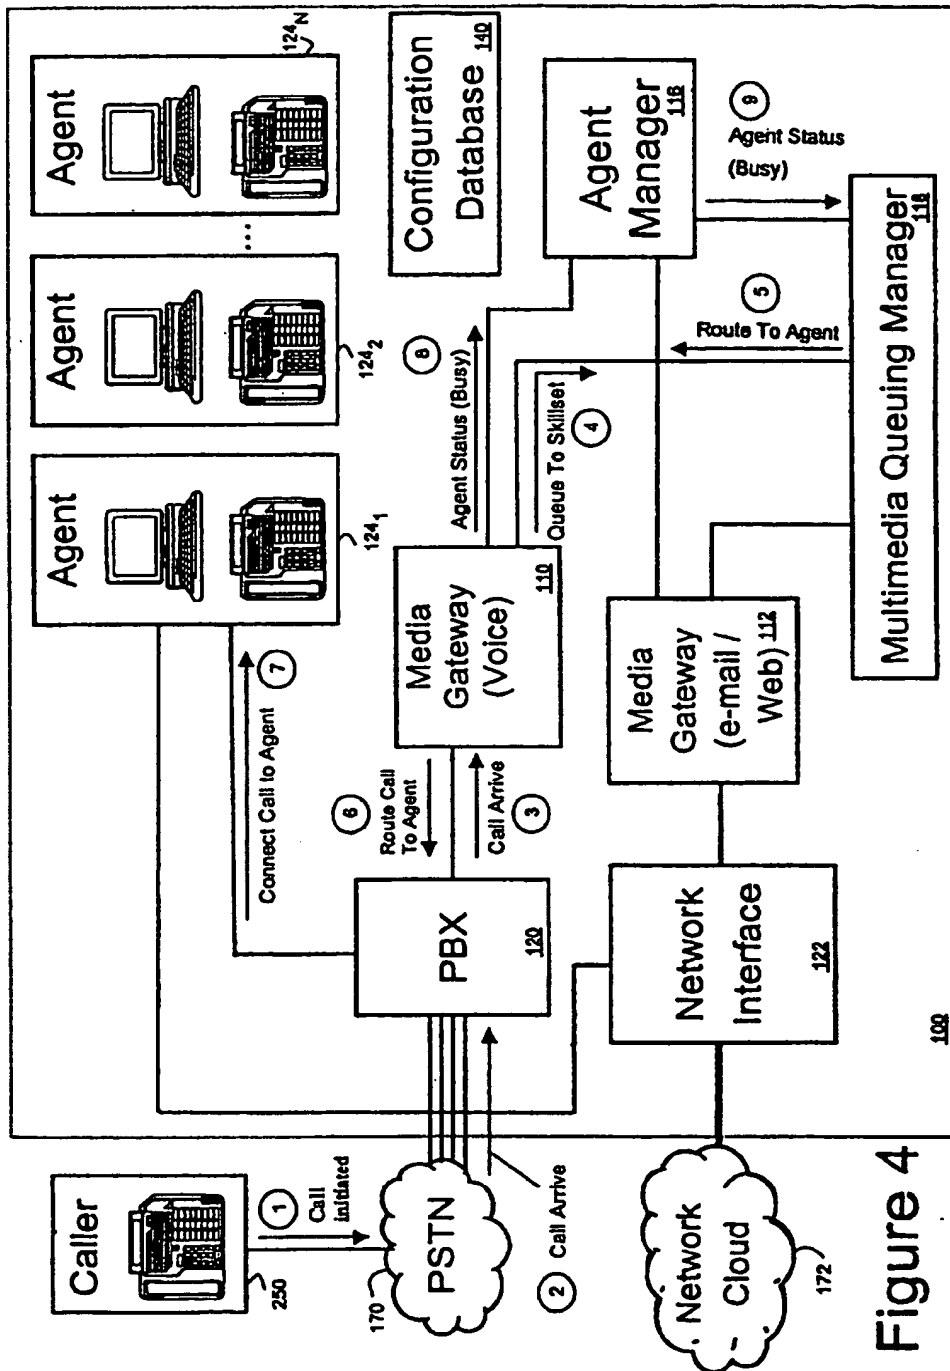 Caller
250
1
Call
initiated
170
PSTN
2
Call Arrive
Network
Cloud
172
Figure 4
PBX
120
Network
Interface
122
100
6
Route Call
To Agent
Call Arrive
3
Connect Call to Agent
7
Media
Gateway
(Voice)
110
Media
Gateway
(e-mail /
Web)
112
Agent
124₁
Agent
124₂
...
Agent
124N
Agent Status (Busy)
8
Queue To Skillset
4
Configuration
Database
140
Agent
Manager
116
5
Route To Agent
9
Agent Status
(Busy)
Multimedia Queuing Manager
118